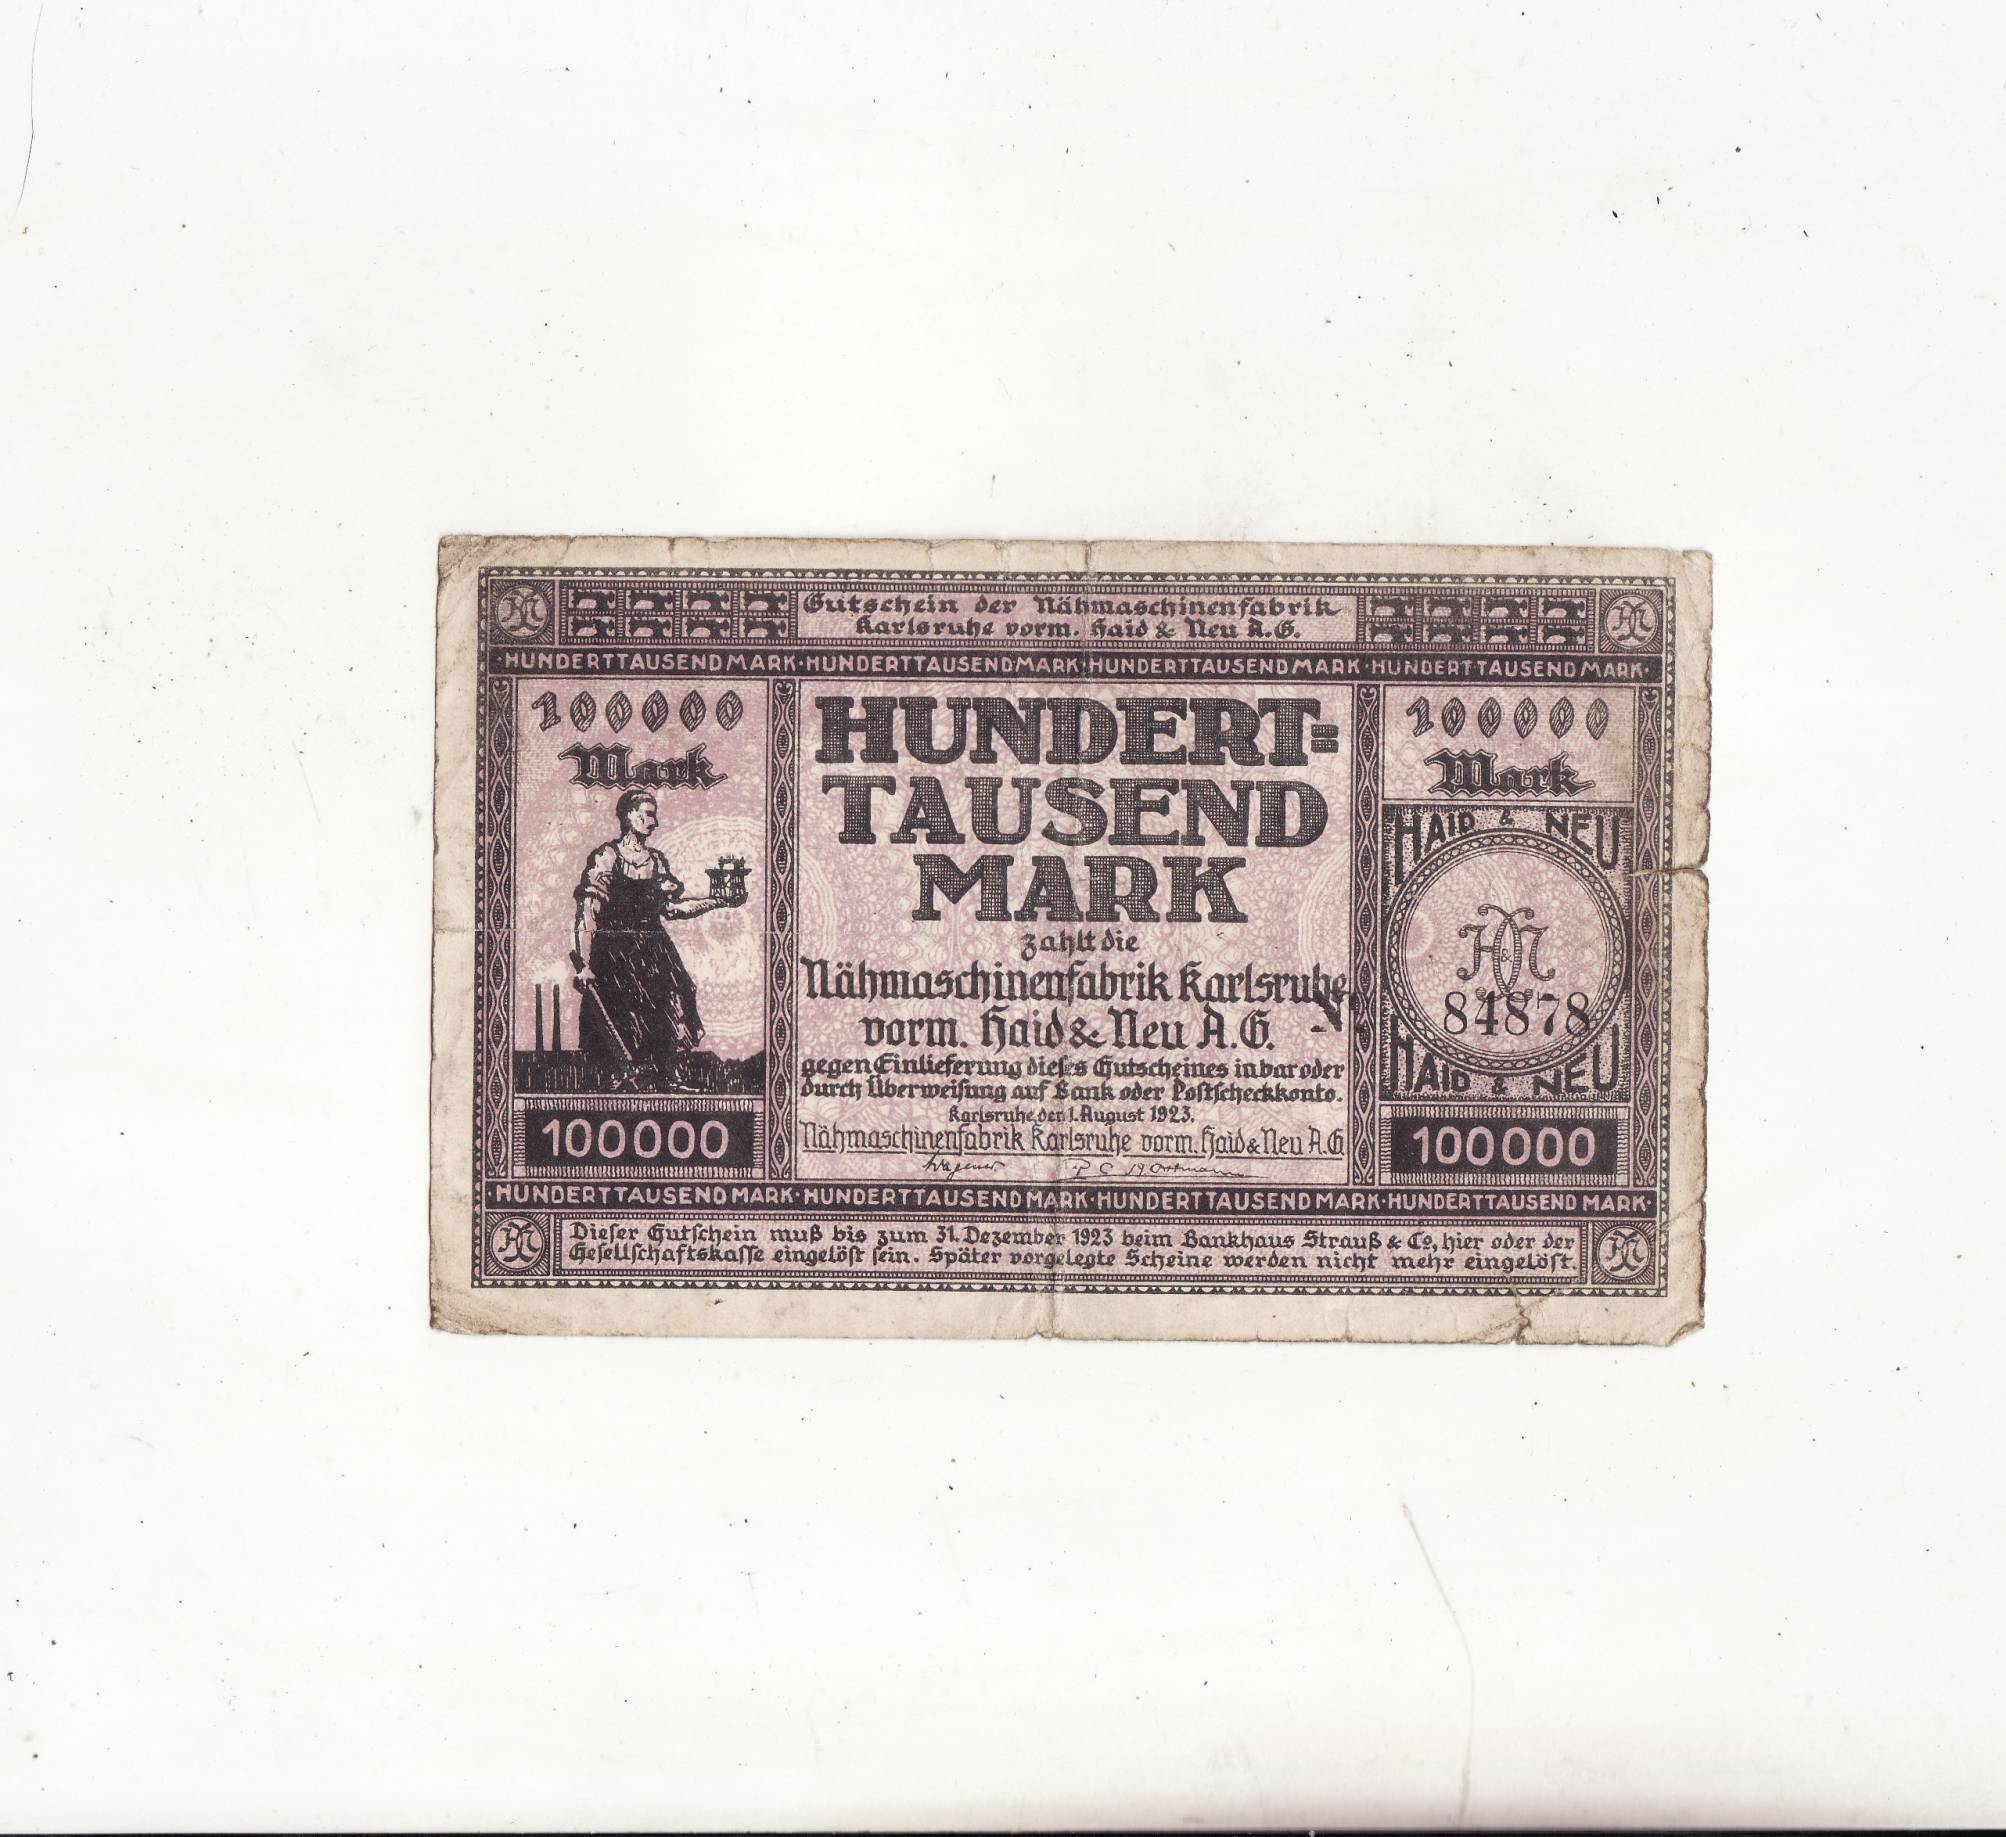 Gutschein der Nähmaschinenfabrik
Karlsruhe vorm. Haid & Neu A.G.
HUNDERTTAUSEND MARK·HUNDERTTAUSEND MARK·HUNDERTTAUSEND MARK·HUNDERTTAUSEND MARK·
100000
Mark
100000
HUNDERT=
TAUSEND
MARK
zahlt die
Nähmaschinenfabrik Karlsruhe,
vorm. Haid & Neu A.G.
gegen Einlieferung dieſes Gutscheines in bar oder
durch Überweiſung auf Bank oder Poſtſcheckkonto.
Karlsruhe, den 1. August 1923.
Nähmaschinenfabrik Karlsruhe vorm. Haid & Neu A.G.
100000
Mark
HAID & NEU
H&N
84878
HAID & NEU
100000
HUNDERTTAUSEND MARK·HUNDERTTAUSEND MARK·HUNDERTTAUSEND MARK·HUNDERTTAUSEND MARK·
Dieſer Gutſchein muß bis zum 31. Dezember 1923 beim Bankhaus Strauß & Co, hier oder der
Geſellſchaftskaſſe eingelöſt ſein. Später vorgelegte Scheine werden nicht mehr eingelöſt.